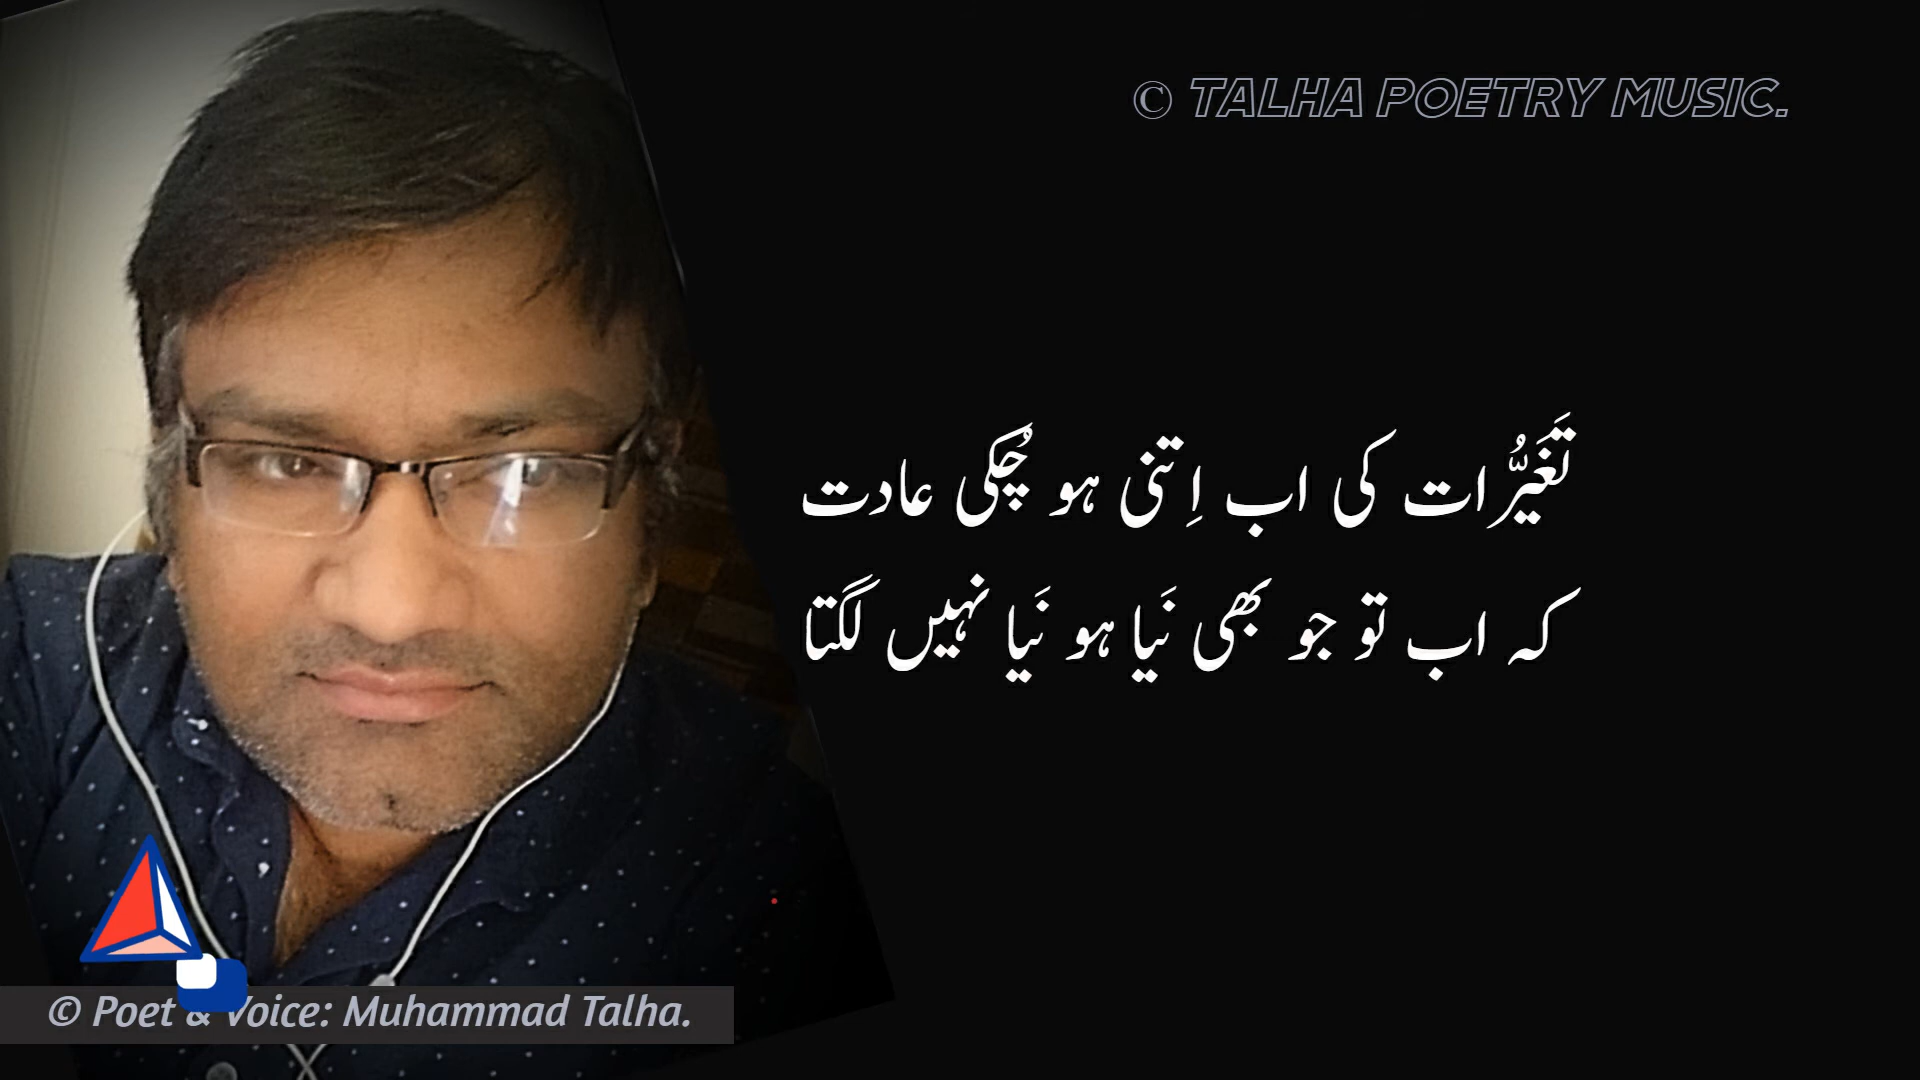 © TALHA POETRY MUSIC.
تَغَیُّرات کی اب اِتنی ہو چُکی عادت
کہ اب تو جو بھی نَیا ہو نَیا نہیں لگتا
© Poet & Voice: Muhammad Talha.